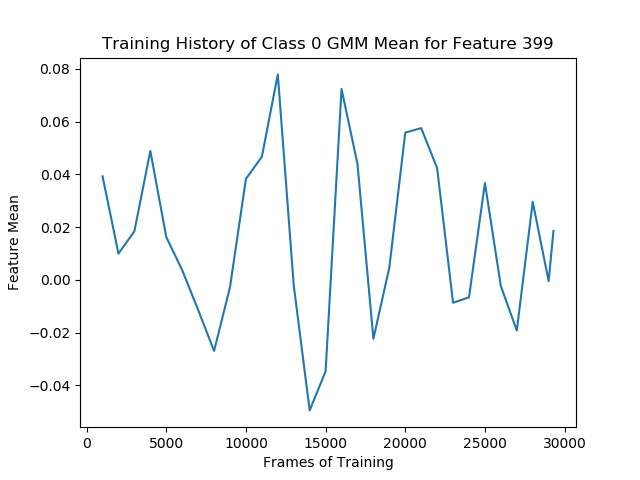 Training History of Class 0 GMM Mean for Feature 399
0.08
0.06
0.04
0.02
0.00
−0.02
−0.04
Feature Mean
0 5000 10000 15000 20000 25000 30000
Frames of Training